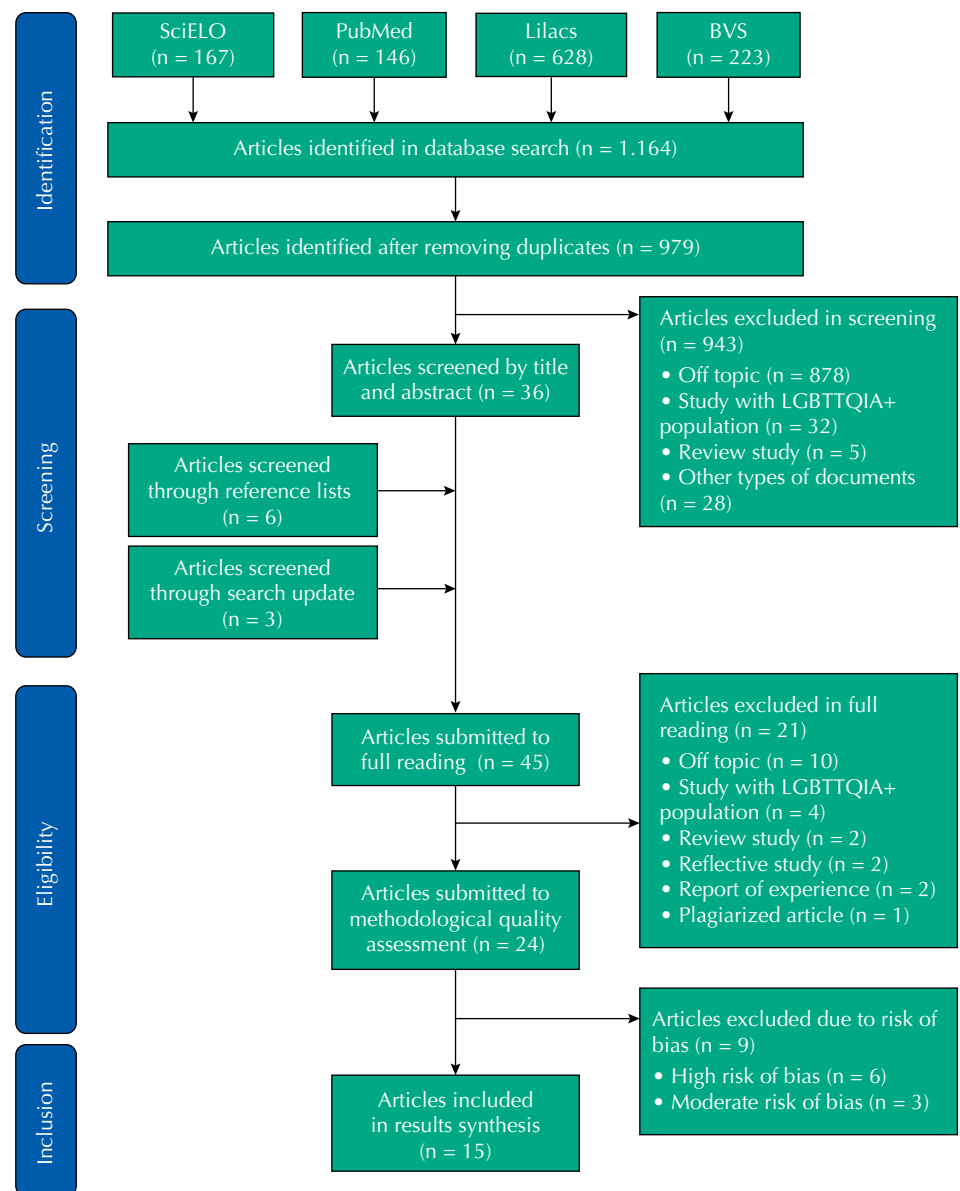 Identification
SciELO
(n = 167)
PubMed
(n = 146)
Lilacs
(n = 628)
BVS
(n = 223)
Articles identified in database search (n = 1.164)
Articles identified after removing duplicates (n = 979)
Screening
Articles excluded in screening
(n = 943)
• Off topic (n = 878)
• Study with LGBTTQIA+
population (n = 32)
• Review study (n = 5)
• Other types of documents
(n = 28)
Articles screened by title
and abstract (n = 36)
Articles screened
through reference lists
(n = 6)
Articles screened
through search update
(n = 3)
Eligibility
Articles submitted to
full reading (n = 45)
Articles excluded in full
reading (n = 21)
• Off topic (n = 10)
• Study with LGBTTQIA+
population (n = 4)
• Review study (n = 2)
• Reflective study (n = 2)
• Report of experience (n = 2)
• Plagiarized article (n = 1)
Articles submitted to
methodological quality
assessment (n = 24)
Articles excluded due to risk of
bias (n = 9)
• High risk of bias (n = 6)
• Moderate risk of bias (n = 3)
Inclusion
Articles included
in results synthesis
(n = 15)